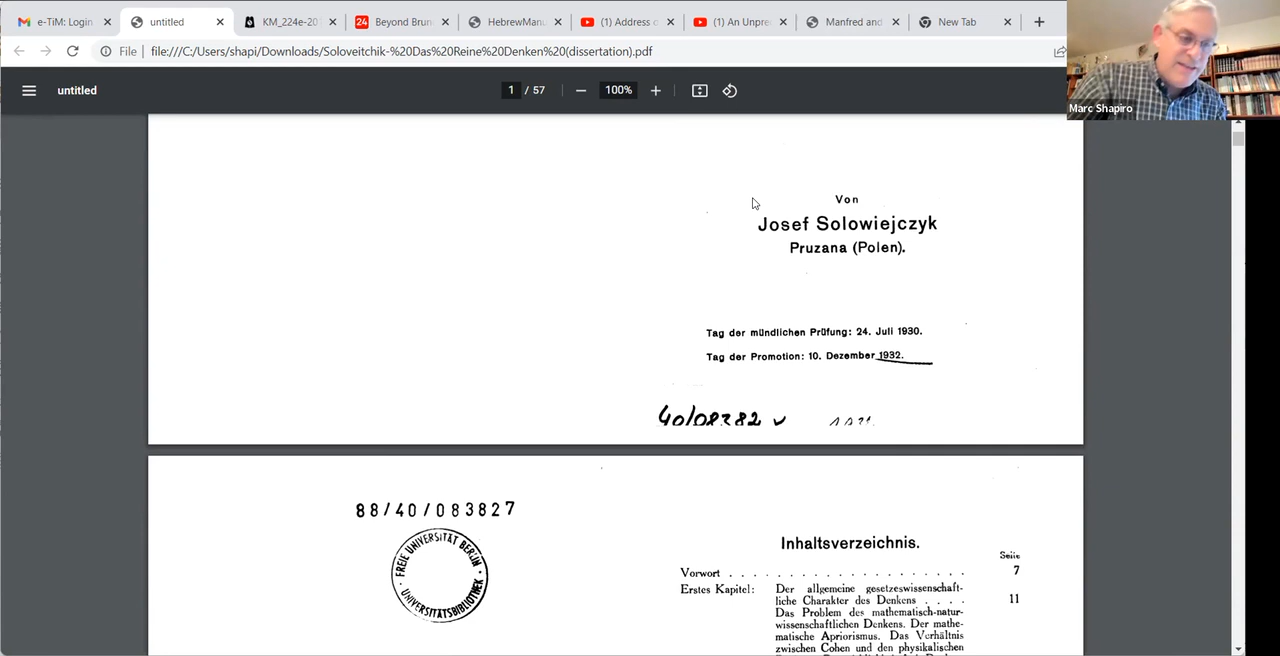 e-TiM: Login
untitled
KM_224e-20
Beyond Brun
HebrewManu
(1) Address o
(1) An Unpre
Manfred and
New Tab
File
file:///C:/Users/shapi/Downloads/Soloveitchik-%20Das%20Reine%20Denken%20(dissertation).pdf
untitled
1 / 57
100%
Marc Shapiro
Von
Josef Solowiejczyk
Pruzana (Polen).
Tag der mündlichen Prüfung: 24. Juli 1930.
Tag der Promotion: 10. Dezember 1932.
88/40/083827
FREIE UNIVERSITÄT BERLIN
UNIVERSITÄTSBIBLIOTHEK
Inhaltsverzeichnis.
Seite
Vorwort . . . . . . . . . . . . . . . . . . 7
Erstes Kapitel: Der allgemeine gesetzeswissenschaft-
liche Charakter des Denkens . . . . 11
Das Problem des mathematisch-natur-
wissenschaftlichen Denkens. Der mathe-
matische Apriorismus. Das Verhältnis
zwischen Cohen und den physikalischen